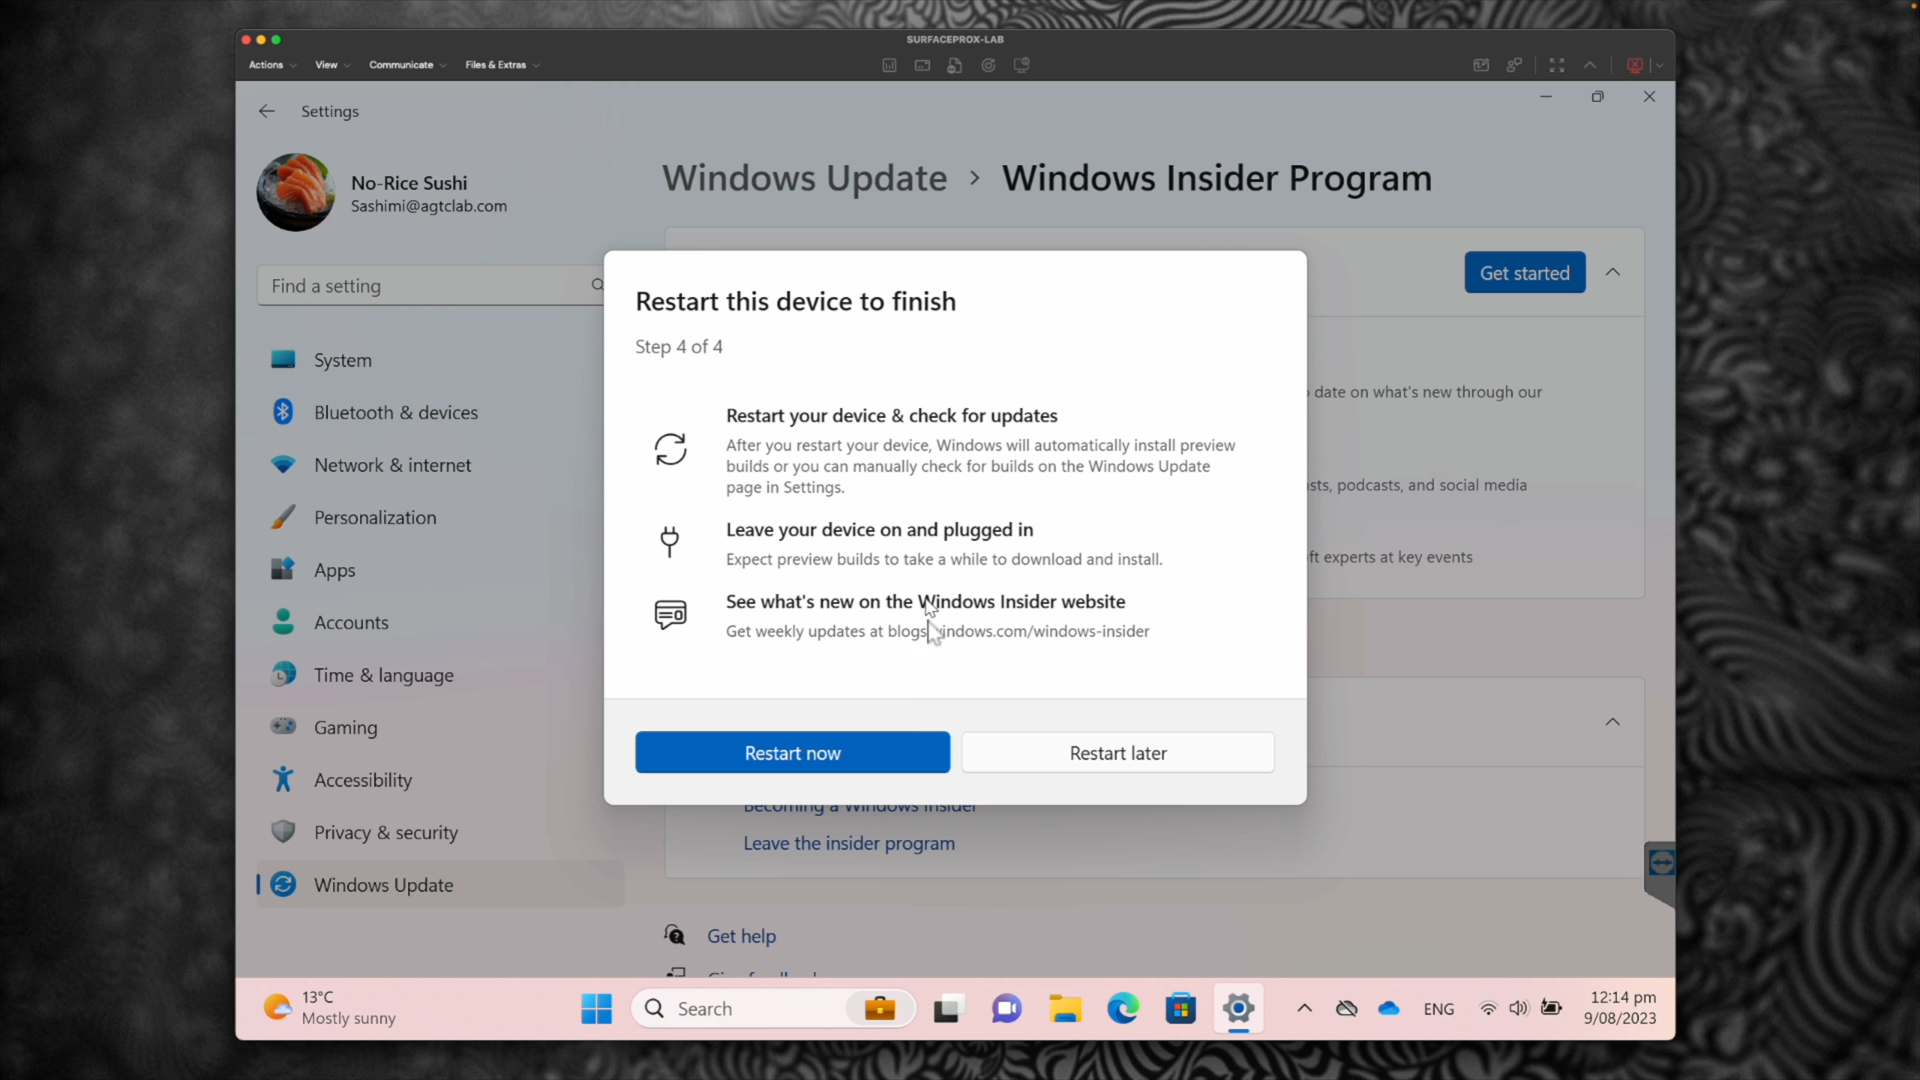 SURFACEPROX-LAB
Actions
View
Communicate
Files & Extras
Settings
No-Rice Sushi
Sashimi@agtclab.com
Find a setting
System
Bluetooth & devices
Network & internet
Personalization
Apps
Accounts
Time & language
Gaming
Accessibility
Privacy & security
Windows Update
Windows Update > Windows Insider Program
Get started
date on what's new through our
podcasts, and social media
experts at key events
Restart this device to finish
Step 4 of 4
Restart your device & check for updates
After you restart your device, Windows will automatically install preview
builds or you can manually check for builds on the Windows Update
page in Settings.
Leave your device on and plugged in
Expect preview builds to take a while to download and install.
See what's new on the Windows Insider website
Get weekly updates at blogs.windows.com/windows-insider
Restart now
Restart later
Becoming a Windows Insider
Leave the insider program
Get help
13°C
Mostly sunny
Search
ENG
12:14 pm
9/08/2023